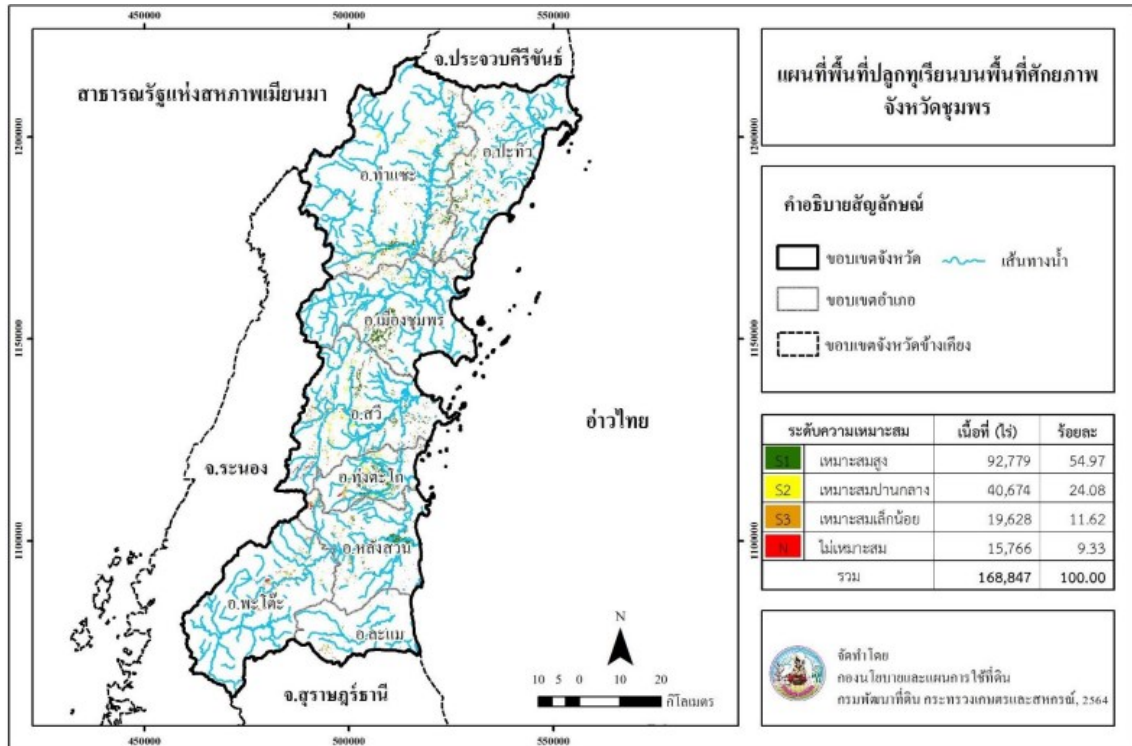 450000 500000 550000
จ.ประจวบคีรีขันธ์
สาธารณรัฐแห่งสหภาพเมียนมา
1200000 1200000
อ.ปะทิว
อ.ท่าแซะ
1150000 1150000
อ.เมืองชุมพร
อ.สวี
อ่าวไทย
จ.ระนอง
อ.ทุ่งตะโก
1100000 1100000
อ.หลังสวน
อ.พะโต๊ะ
อ.ละแม
จ.สุราษฎร์ธานี
N
10 5 0 10 20
กิโลเมตร
450000 500000 550000
แผนที่พื้นที่ปลูกทุเรียนบนพื้นที่ศักยภาพ
จังหวัดชุมพร
คำอธิบายสัญลักษณ์
ขอบเขตจังหวัด เส้นทางน้ำ
ขอบเขตอำเภอ
ขอบเขตจังหวัดข้างเคียง
ระดับความเหมาะสม เนื้อที่ (ไร่) ร้อยละ
S1 เหมาะสมสูง 92,779 54.97
S2 เหมาะสมปานกลาง 40,674 24.08
S3 เหมาะสมเล็กน้อย 19,628 11.62
N ไม่เหมาะสม 15,766 9.33
รวม 168,847 100.00
จัดทำโดย
กองนโยบายและแผนการใช้ที่ดิน
กรมพัฒนาที่ดิน กระทรวงเกษตรและสหกรณ์, 2564